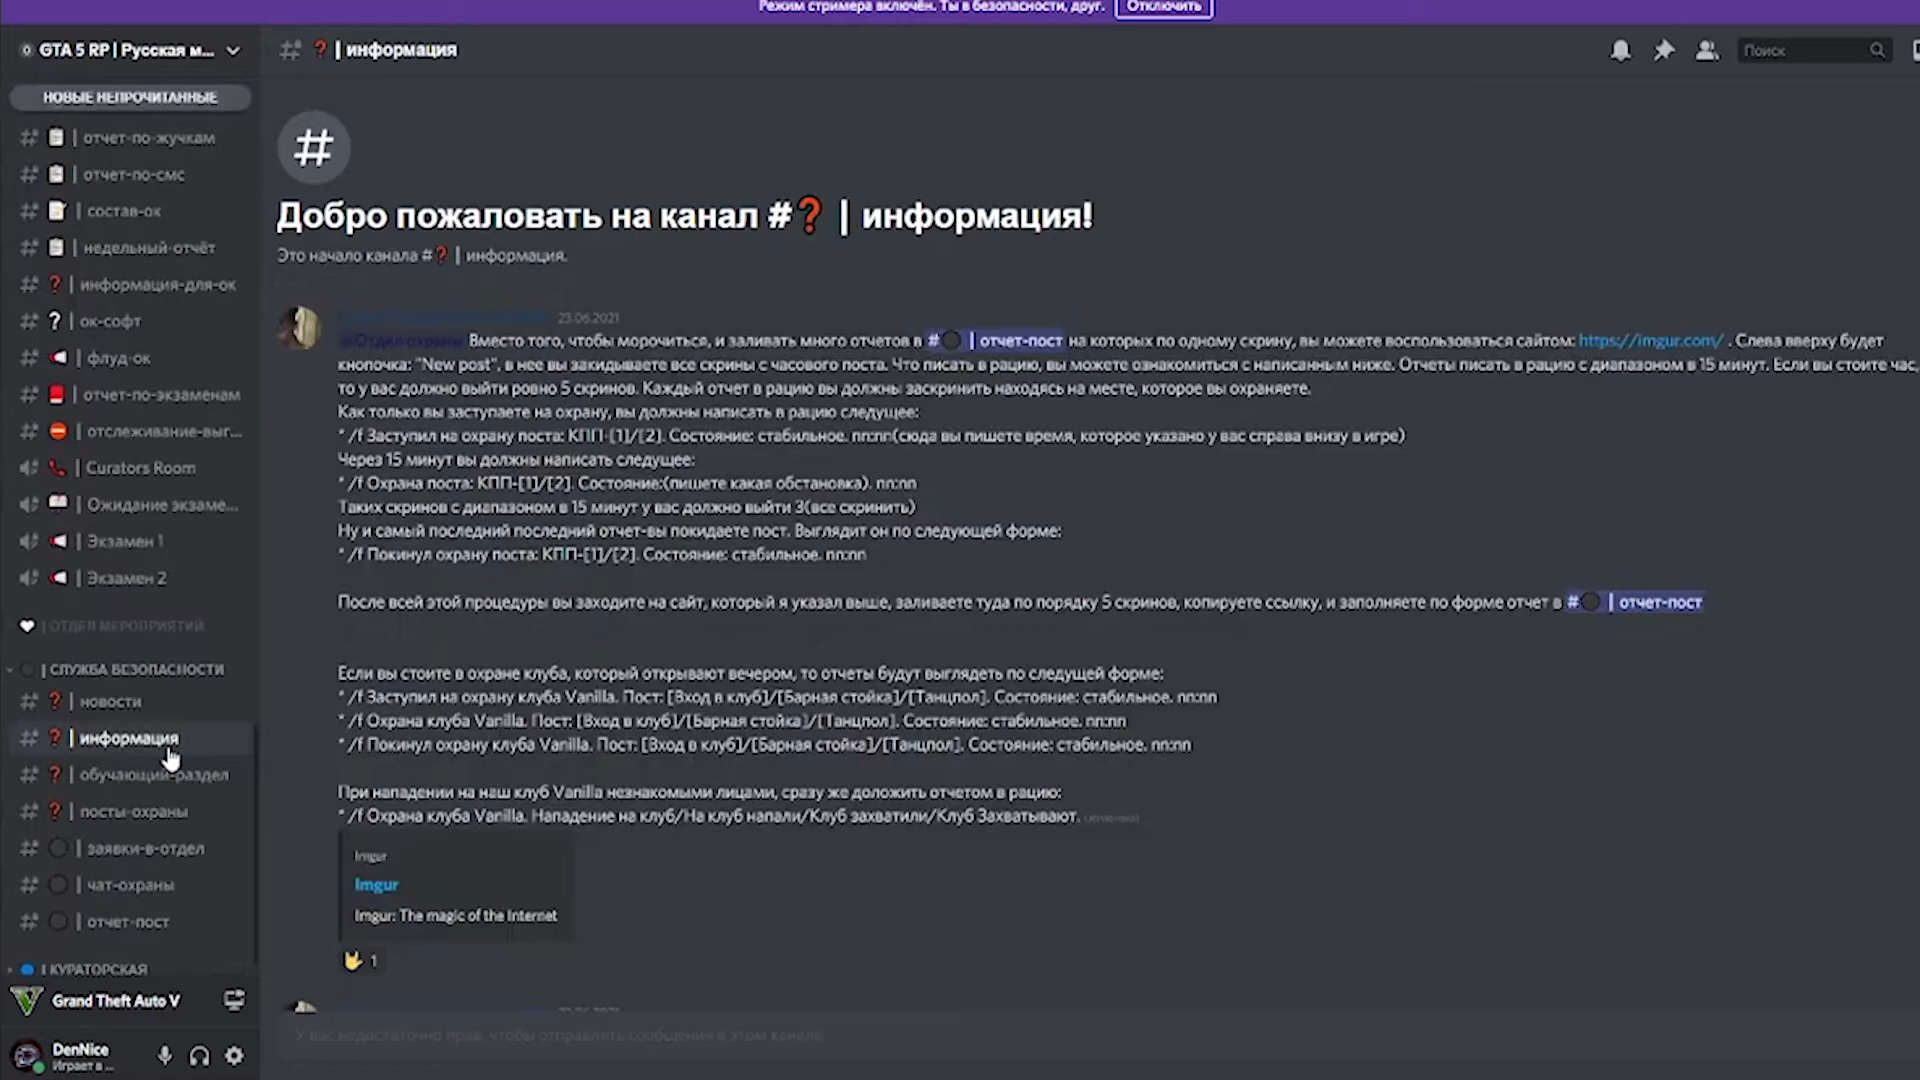 Режим стримера включён. Ты в безопасности, друг.
Отключить
GTA 5 RP | Русская м...
❓ | информация
Поиск
НОВЫЕ НЕПРОЧИТАННЫЕ
| отчет-по-жучкам
| отчет-по-смс
| состав-ок
| недельный-отчёт
❓ | информация-для-ок
? | ок-софт
| флуд-ок
| отчет-по-экзаменам
| отслеживание-выг...
| Curators Room
| Ожидание экзаме...
| Экзамен 1
| Экзамен 2
| ОТДЕЛ МЕРОПРИЯТИЙ
| СЛУЖБА БЕЗОПАСНОСТИ
❓ | новости
❓ | информация
❓ | обучающий-раздел
❓ | посты-охраны
| заявки-в-отдел
| чат-охраны
| отчет-пост
| КУРАТОРСКАЯ
Grand Theft Auto V
DenNice
Играет в ...
#
Добро пожаловать на канал #❓ | информация!
Это начало канала #❓ | информация.
23.06.2021
@Отдел охраны Вместо того, чтобы морочиться, и заливать много отчетов в # | отчет-пост на которых по одному скрину, вы можете воспользоваться сайтом: https://imgur.com/ . Слева вверху будет
кнопочка: "New post", в нее вы закидываете все скрины с часового поста. Что писать в рацию, вы можете ознакомиться с написанным ниже. Отчеты писать в рацию с диапазоном в 15 минут. Если вы стоите час,
то у вас должно выйти ровно 5 скринов. Каждый отчет в рацию вы должны заскринить находясь на месте, которое вы охраняете.
Как только вы заступаете на охрану, вы должны написать в рацию следущее:
* /f Заступил на охрану поста: КПП-[1]/[2]. Состояние: стабильное. nn:nn(сюда вы пишете время, которое указано у вас справа внизу в игре)
Через 15 минут вы должны написать следущее:
* /f Охрана поста: КПП-[1]/[2]. Состояние:(пишете какая обстановка). nn:nn
Таких скринов с диапазоном в 15 минут у вас должно выйти 3(все скринить)
Ну и самый последний последний отчет-вы покидаете пост. Выглядит он по следующей форме:
* /f Покинул охрану поста: КПП-[1]/[2]. Состояние: стабильное. nn:nn
После всей этой процедуры вы заходите на сайт, который я указал выше, заливаете туда по порядку 5 скринов, копируете ссылку, и заполняете по форме отчет в # | отчет-пост
Если вы стоите в охране клуба, который открывают вечером, то отчеты будут выглядеть по следущей форме:
* /f Заступил на охрану клуба Vanilla. Пост: [Вход в клуб]/[Барная стойка]/[Танцпол]. Состояние: стабильное. nn:nn
* /f Охрана клуба Vanilla. Пост: [Вход в клуб]/[Барная стойка]/[Танцпол]. Состояние: стабильное. nn:nn
* /f Покинул охрану клуба Vanilla. Пост: [Вход в клуб]/[Барная стойка]/[Танцпол]. Состояние: стабильное. nn:nn
При нападении на наш клуб Vanilla незнакомыми лицами, сразу же доложить отчетом в рацию:
* /f Охрана клуба Vanilla. Нападение на клуб/На клуб напали/Клуб захватили/Клуб Захватывают. (изменено)
Imgur
Imgur
Imgur: The magic of the Internet
1
У вас недостаточно прав, чтобы отправлять сообщения в этом канале.